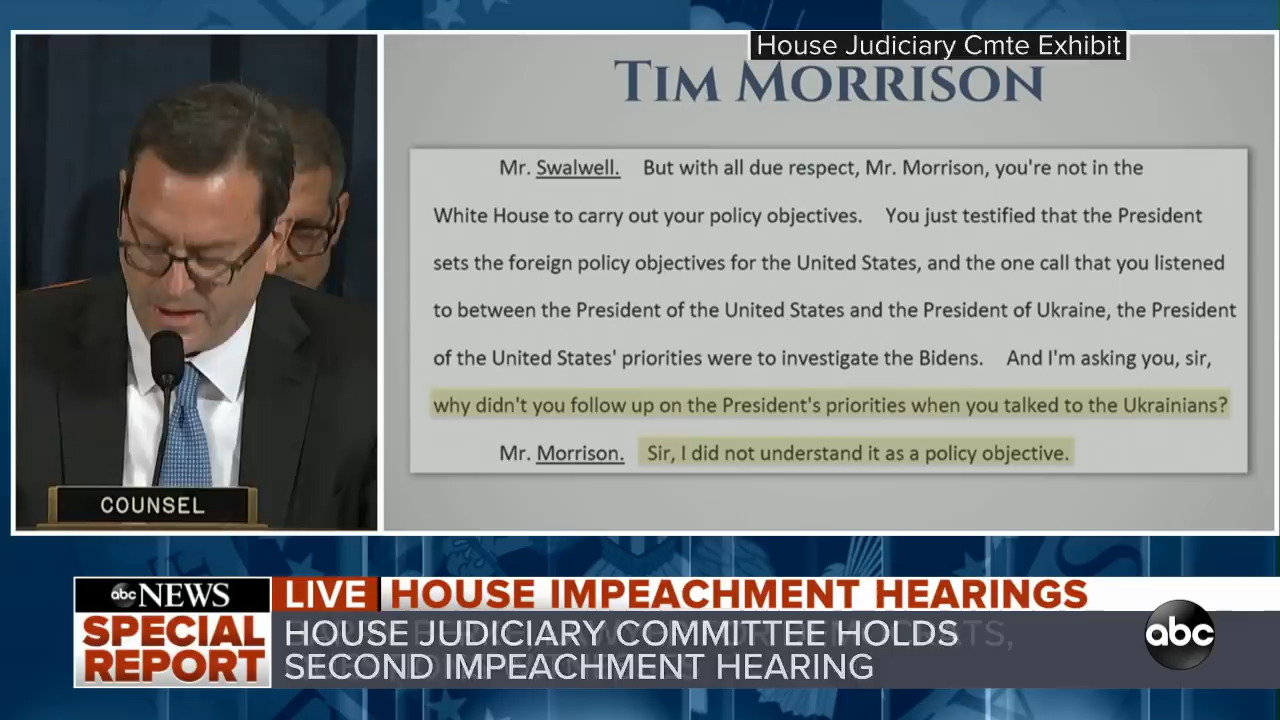 House Judiciary Cmte Exhibit
TIM MORRISON
Mr. Swalwell. But with all due respect, Mr. Morrison, you're not in the
White House to carry out your policy objectives. You just testified that the President
sets the foreign policy objectives for the United States, and the one call that you listened
to between the President of the United States and the President of Ukraine, the President
of the United States' priorities were to investigate the Bidens. And I'm asking you, sir,
why didn't you follow up on the President's priorities when you talked to the Ukrainians?
Mr. Morrison. Sir, I did not understand it as a policy objective.
COUNSEL
abc NEWS
SPECIAL
REPORT
LIVE HOUSE IMPEACHMENT HEARINGS
HOUSE JUDICIARY COMMITTEE HOLDS
SECOND IMPEACHMENT HEARING
abc